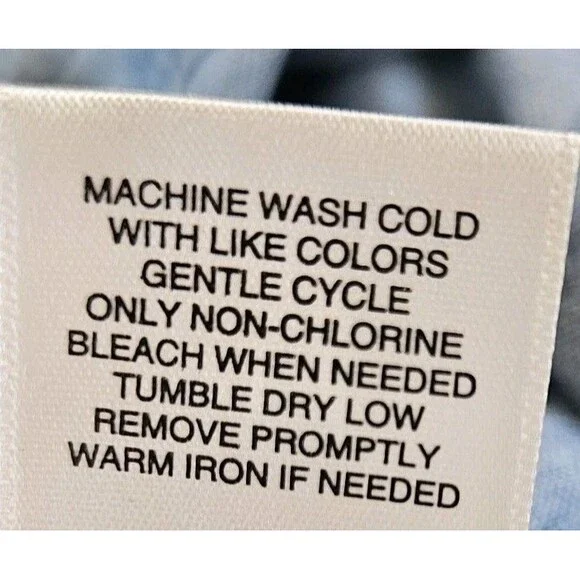 MACHINE WASH COLD
WITH LIKE COLORS
GENTLE CYCLE
ONLY NON-CHLORINE
BLEACH WHEN NEEDED
TUMBLE DRY LOW
REMOVE PROMPTLY
WARM IRON IF NEEDED